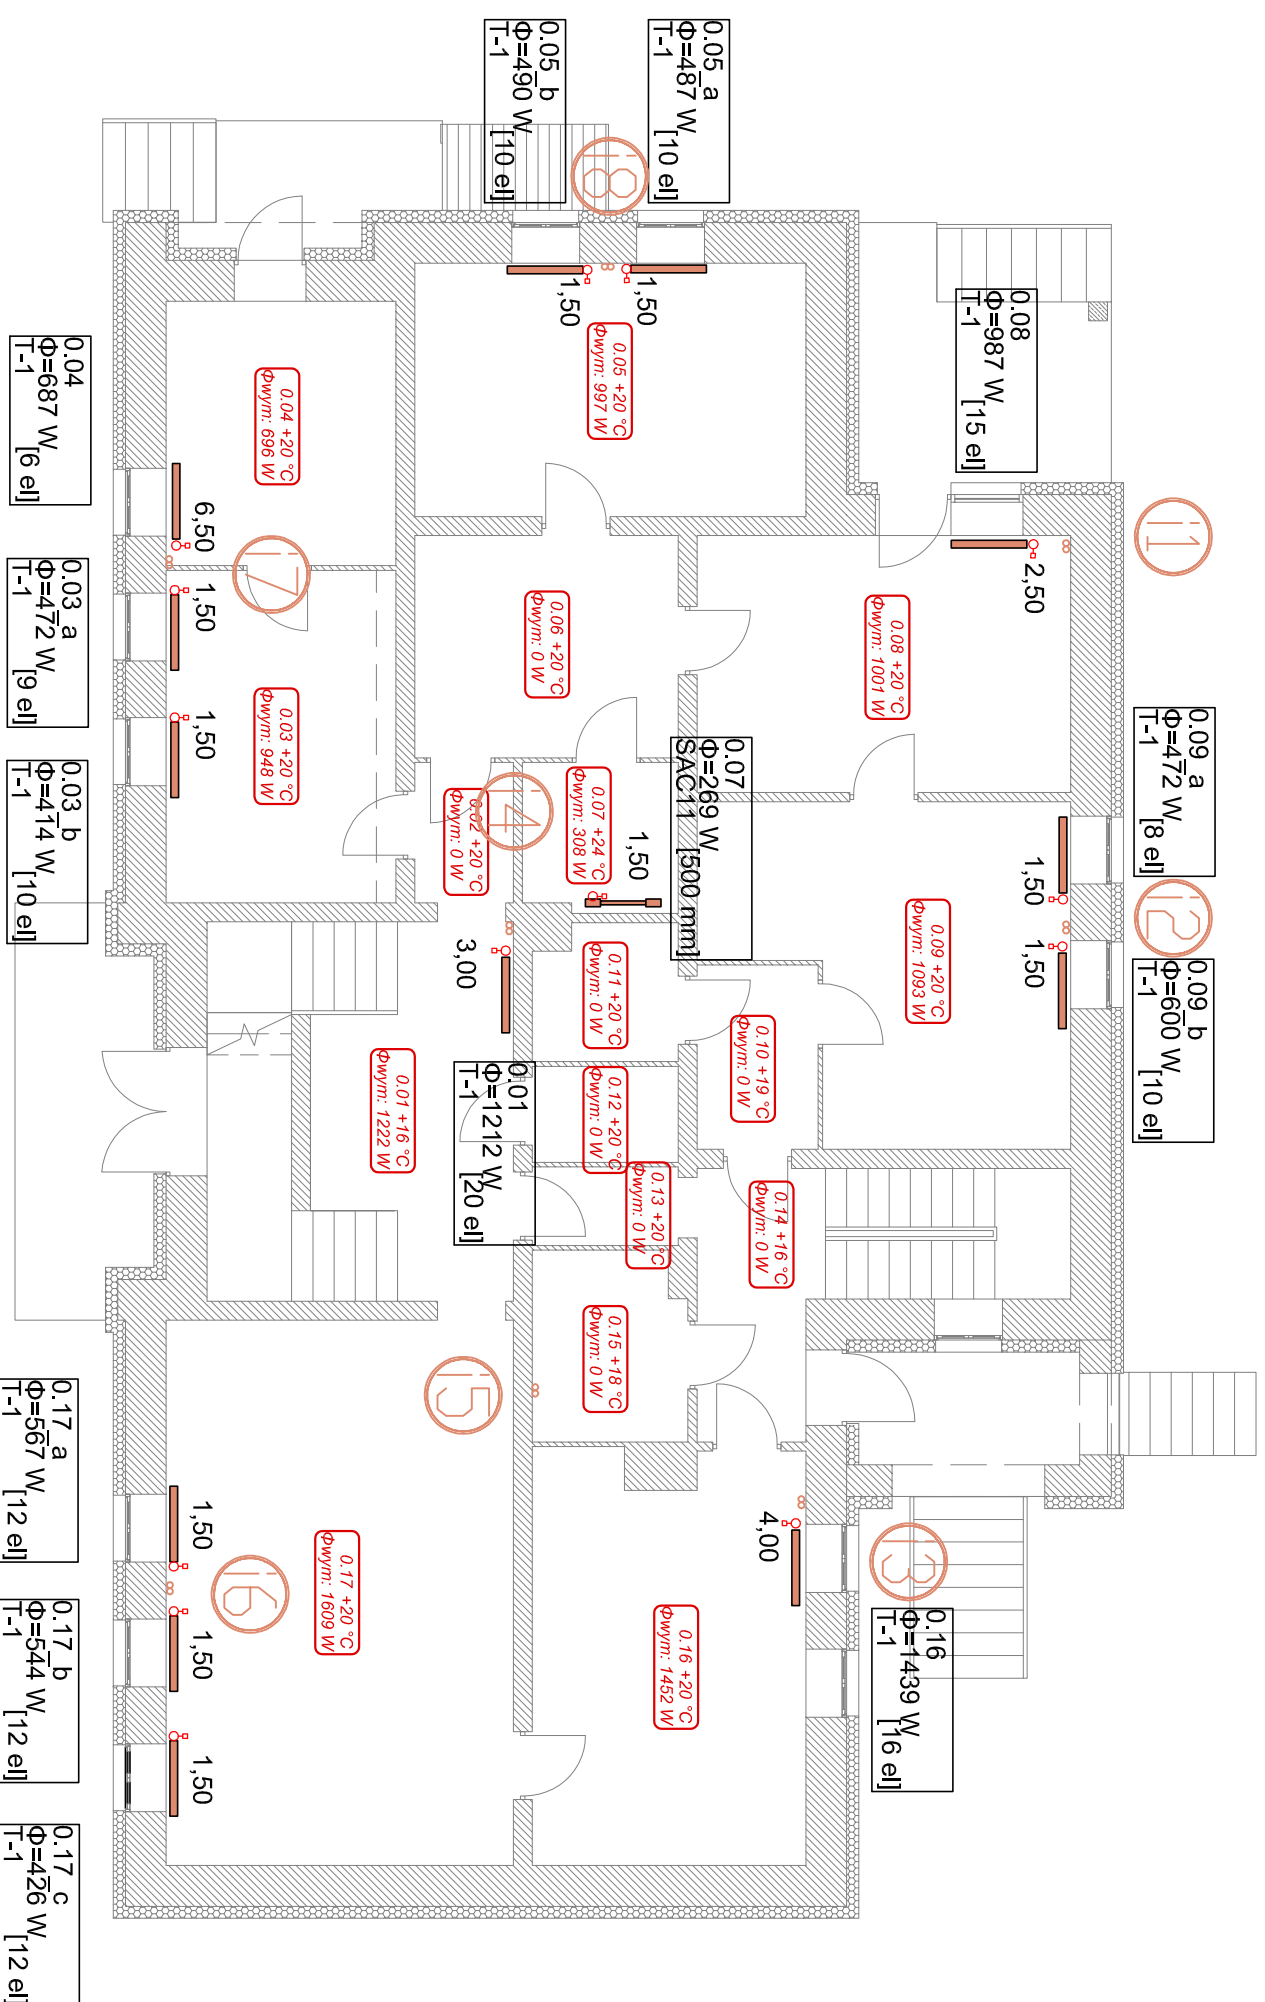 0.05_b
Φ=490 W
T-1 [10 el]
0.05_a
Φ=487 W
T-1 [10 el]
i8
1,50
1,50
0.05 +20 °C
Φwym: 997 W
0.08
Φ=987 W
T-1 [15 el]
i1
2,50
0.04
Φ=687 W
T-1 [6 el]
0.04 +20 °C
Φwym: 696 W
6,50
i7
0.03_a
Φ=472 W
T-1 [9 el]
1,50
1,50
0.03 +20 °C
Φwym: 948 W
0.03_b
Φ=414 W
T-1 [10 el]
0.06 +20 °C
Φwym: 0 W
0.08 +20 °C
Φwym: 1001 W
0.09_a
Φ=472 W
T-1 [8 el]
i2
1,50
1,50
0.09_b
Φ=600 W
T-1 [10 el]
0.09 +20 °C
Φwym: 1093 W
0.07
Φ=269 W
SAC11 [500 mm]
0.07 +24 °C
Φwym: 308 W
1,50
i4
0.02 +20 °C
Φwym: 0 W
3,00
0.11 +20 °C
Φwym: 0 W
0.10 +19 °C
Φwym: 0 W
0.12 +20 °C
Φwym: 0 W
0.01 +16 °C
Φwym: 1222 W
0.01
Φ=1212 W
T-1 [20 el]
0.13 +20 °C
Φwym: 0 W
0.14 +16 °C
Φwym: 0 W
0.15 +18 °C
Φwym: 0 W
i5
0.17_a
Φ=567 W
T-1 [12 el]
1,50
i6
0.17 +20 °C
Φwym: 1609 W
0.17_b
Φ=544 W
T-1 [12 el]
1,50
1,50
0.17_c
Φ=426 W
T-1 [12 el]
4,00
i3
0.16
Φ=1439 W
T-1 [16 el]
0.16 +20 °C
Φwym: 1452 W